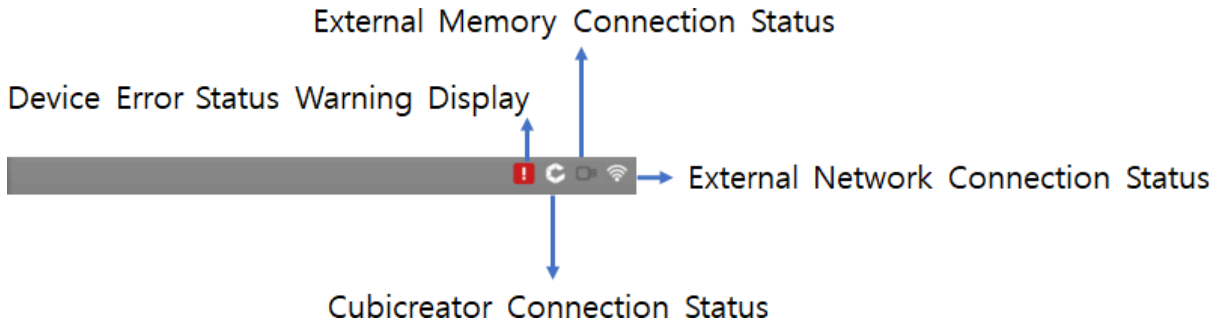 External Memory Connection Status
Device Error Status Warning Display
External Network Connection Status
Cubicreator Connection Status